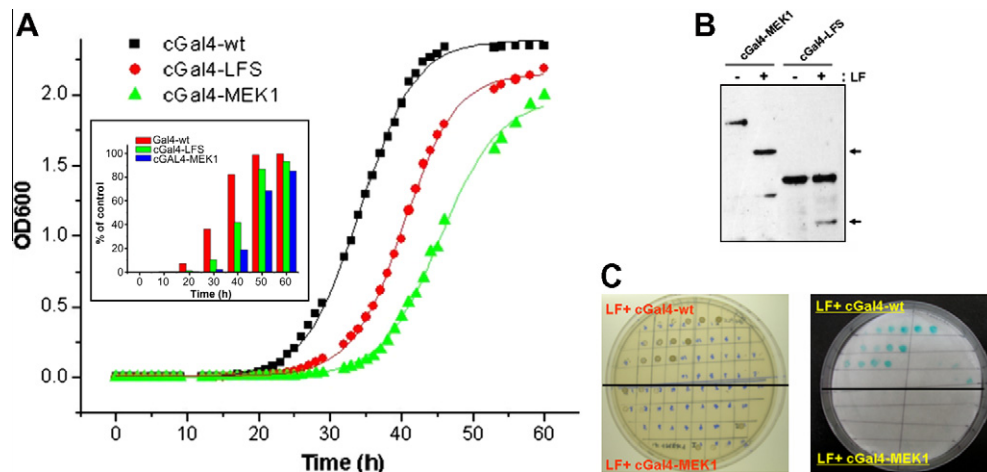 A
cGal4-wt
cGal4-LFS
cGal4-MEK1
2.0
1.5
1.0
0.5
0.0
OD600
0
10
20
30
40
50
60
Time (h)
Gal4-wt
cGal4-LFS
cGAL4-MEK1
100
80
60
40
20
0
% of control
0
10
20
30
40
50
60
Time (h)
B
cGal4-MEK1
cGal4-LFS
- + - + : LF
C
LF+ cGal4-wt
LF+ cGal4-MEK1
LF+ cGal4-wt
LF+ cGal4-MEK1